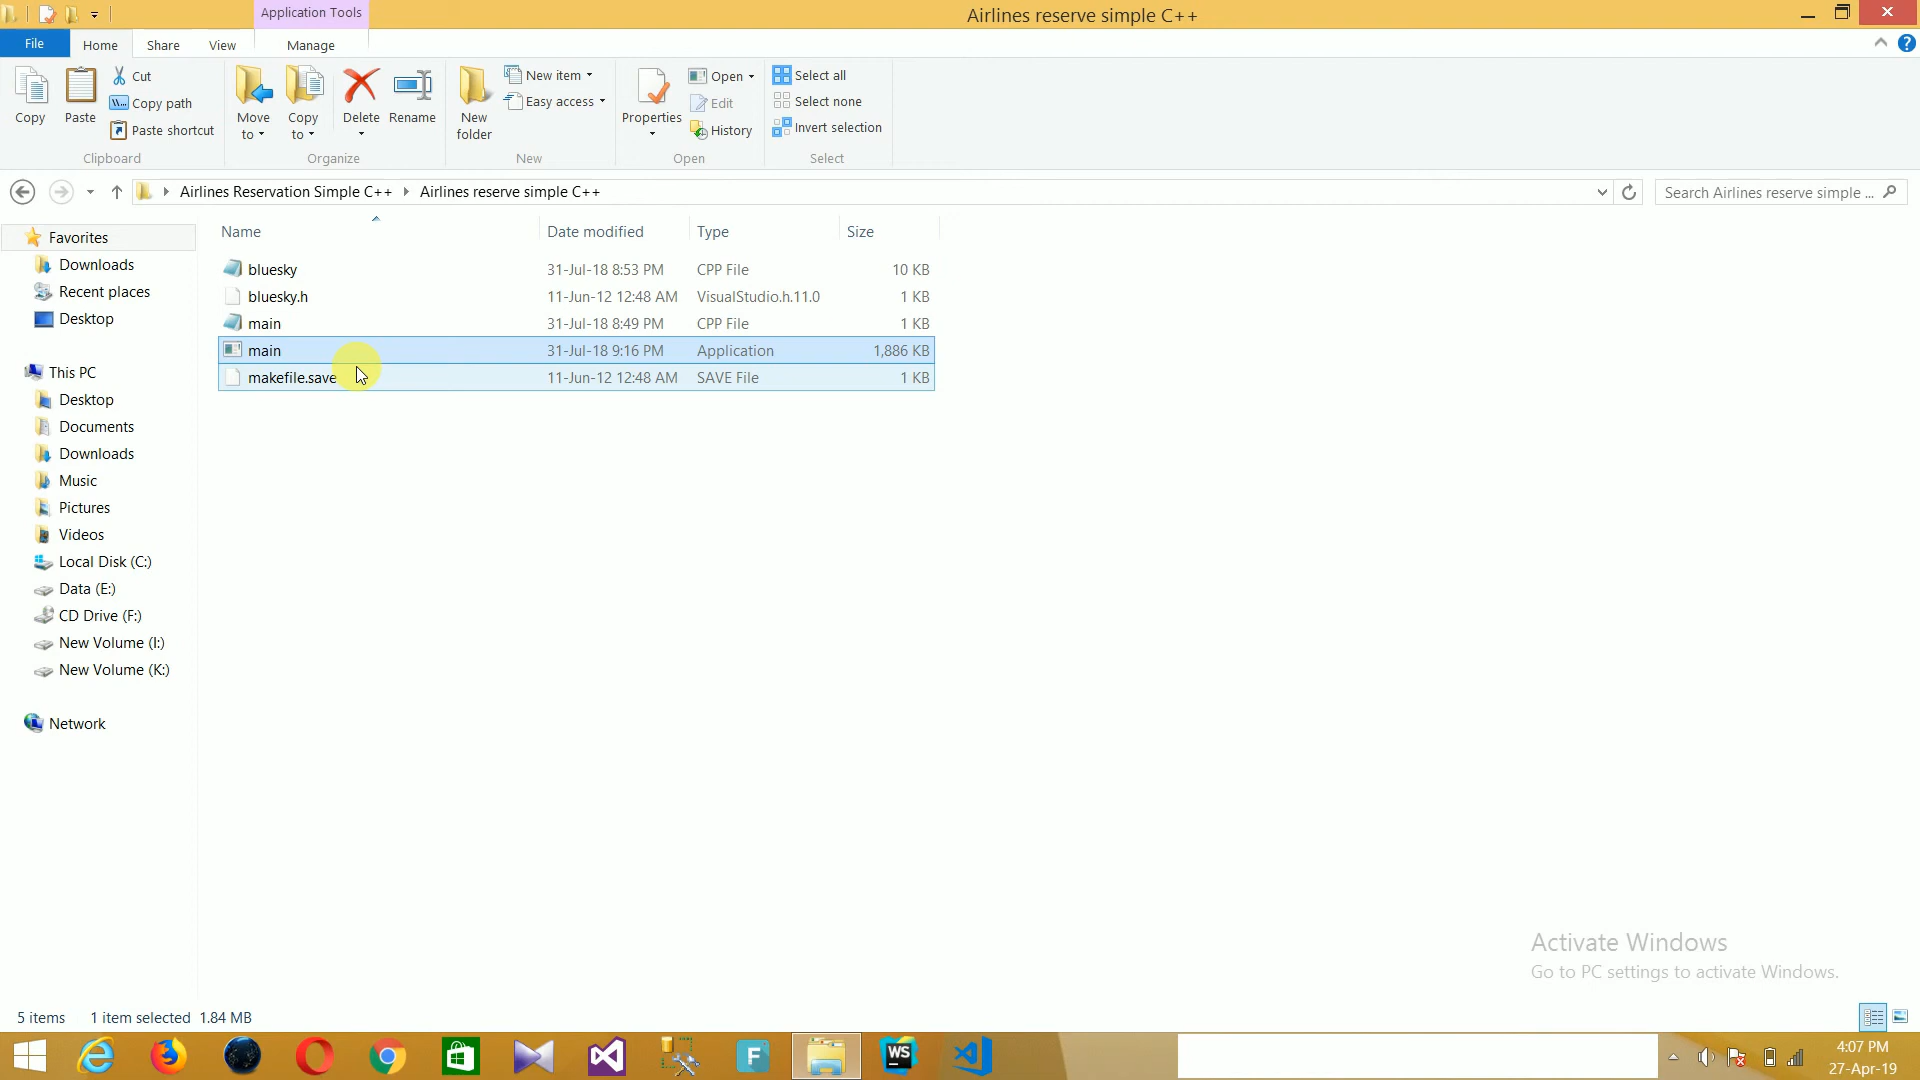 Application Tools
Airlines reserve simple C++
File
Home
Share
View
Manage
Copy
Paste
Cut
Copy path
Paste shortcut
Clipboard
Move to
Copy to
Delete
Rename
Organize
New folder
New item
Easy access
New
Properties
Open
Edit
History
Open
Select all
Select none
Invert selection
Select
Airlines Reservation Simple C++
Airlines reserve simple C++
Search Airlines reserve simple ...
Name
Date modified
Type
Size
bluesky 31-Jul-18 8:53 PM CPP File 10 KB
bluesky.h 11-Jun-12 12:48 AM VisualStudio.h.11.0 1 KB
main 31-Jul-18 8:49 PM CPP File 1 KB
main 31-Jul-18 9:16 PM Application 1,886 KB
makefile.save 11-Jun-12 12:48 AM SAVE File 1 KB
Favorites
Downloads
Recent places
Desktop
This PC
Desktop
Documents
Downloads
Music
Pictures
Videos
Local Disk (C:)
Data (E:)
CD Drive (F:)
New Volume (I:)
New Volume (K:)
Network
Activate Windows
Go to PC settings to activate Windows.
5 items 1 item selected 1.84 MB
F
WS
4:07 PM
27-Apr-19